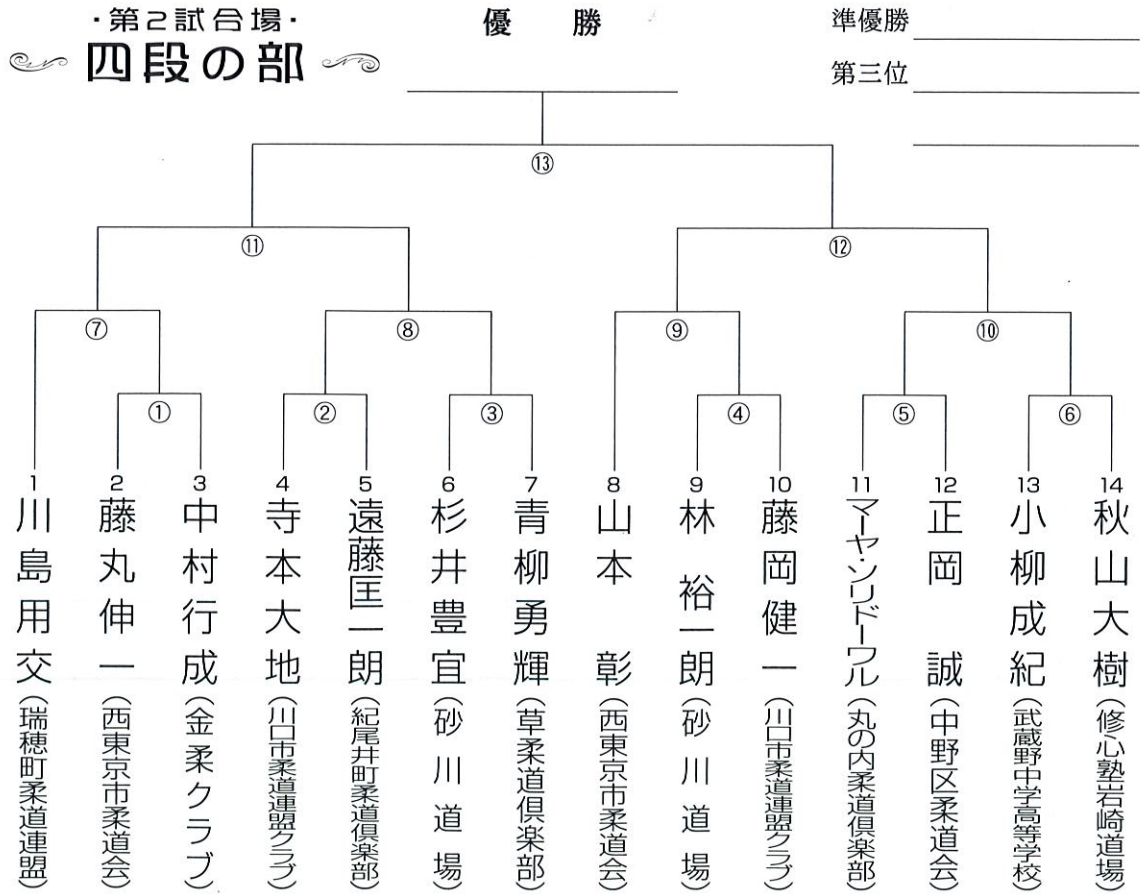 ・第2試合場・
四段の部
優 勝
準優勝
第三位
⑬
⑪
⑫
⑦
⑧
⑨
⑩
①
②
③
④
⑤
⑥
1 川島用交(瑞穂町柔道連盟)
2 藤丸伸一(西東京市柔道会)
3 中村行成(金柔クラブ)
4 寺本大地(川口市柔道連盟クラブ)
5 遠藤匡一朗(紀尾井町柔道倶楽部)
6 杉井豊宜(砂川道場)
7 青柳勇輝(草柔道倶楽部)
8 山本 彰(西東京市柔道会)
9 林 裕一朗(砂川道場)
10 藤岡健一(川口市柔道連盟クラブ)
11 マーヤ・ソリドーワル(丸の内柔道倶楽部)
12 正岡 誠(中野区柔道会)
13 小柳成紀(武蔵野中学高等学校)
14 秋山大樹(修心塾岩崎道場)